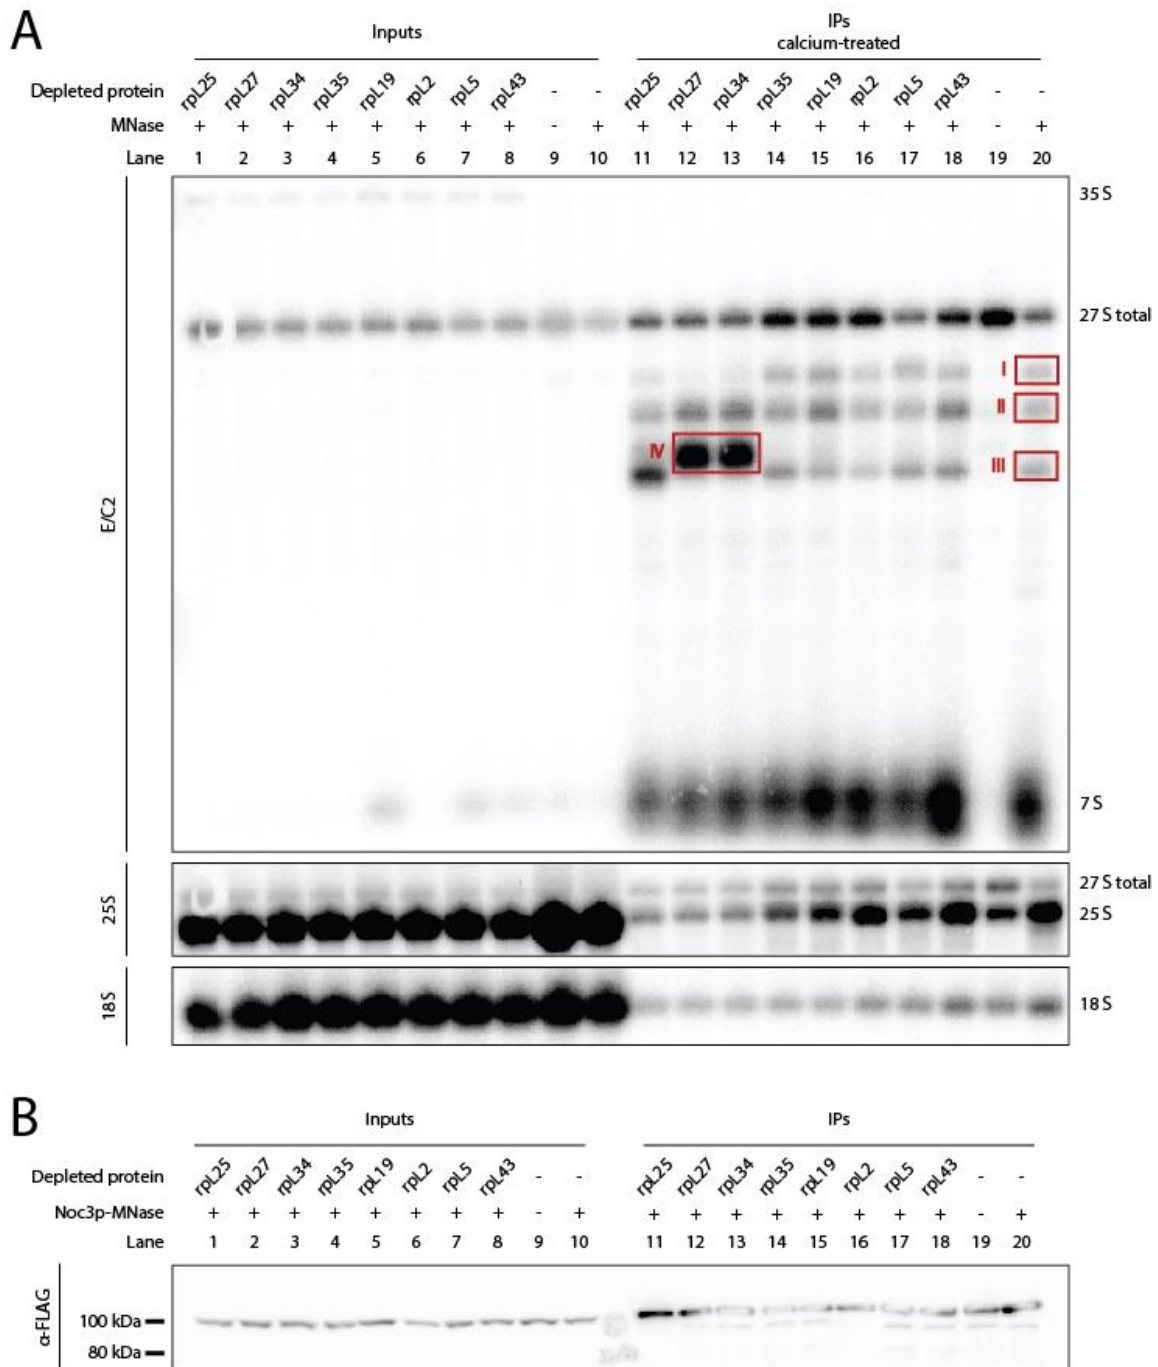 A
Inputs
IPs
calcium-treated
Depleted protein rpL25 rpL27 rpL34 rpL35 rpL19 rpL2 rpL5 rpL43 - - rpL25 rpL27 rpL34 rpL35 rpL19 rpL2 rpL5 rpL43 - -
MNase + + + + + + + + - + + + + + + + + + - +
Lane 1 2 3 4 5 6 7 8 9 10 11 12 13 14 15 16 17 18 19 20
35 S
27 S total
I
II
IV
III
E/C2
7 S
27 S total
25S
25 S
18S
18 S
B
Inputs
IPs
Depleted protein rpL25 rpL27 rpL34 rpL35 rpL19 rpL2 rpL5 rpL43 - - rpL25 rpL27 rpL34 rpL35 rpL19 rpL2 rpL5 rpL43 - -
Noc3p-MNase + + + + + + + + - + + + + + + + + + - +
Lane 1 2 3 4 5 6 7 8 9 10 11 12 13 14 15 16 17 18 19 20
α-FLAG
100 kDa
80 kDa